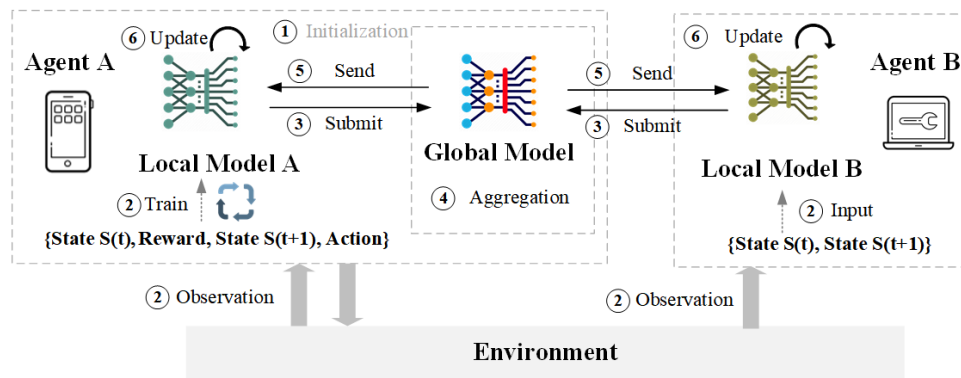 ① Initialization
⑥ Update
Agent A
⑤ Send
③ Submit
Local Model A
② Train
{State S(t), Reward, State S(t+1), Action}
② Observation
Global Model
④ Aggregation
⑤ Send
③ Submit
⑥ Update
Agent B
Local Model B
② Input
{State S(t), State S(t+1)}
② Observation
Environment